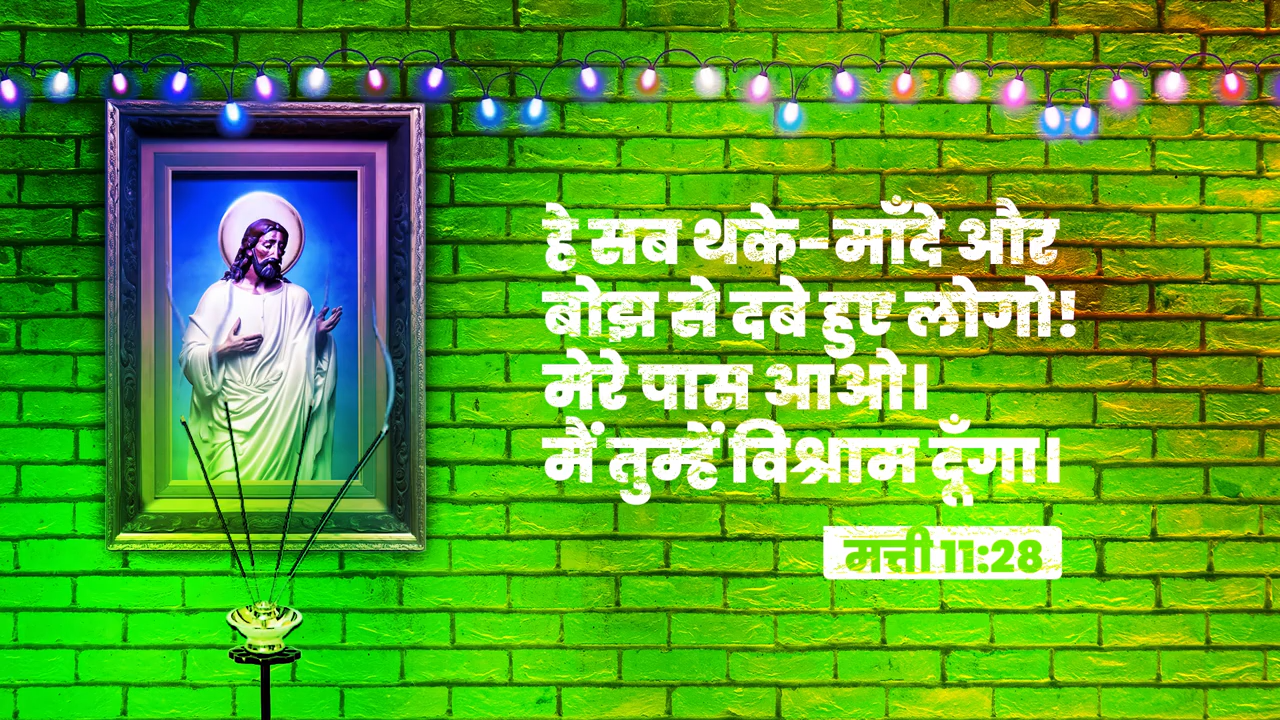 हे सब थके-माँदे और
बोझ से दबे हुए लोगो!
मेरे पास आओ।
मैं तुम्हें विश्राम दूँगा।
मत्ती 11:28